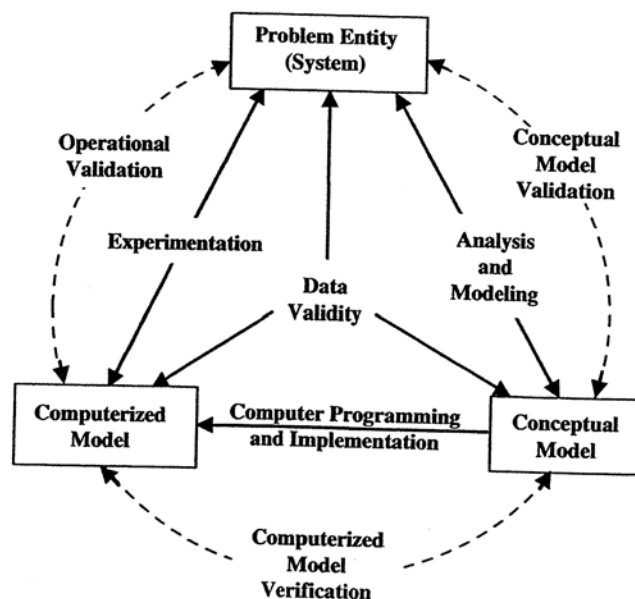 Problem Entity
(System)
Operational
Validation
Conceptual
Model
Validation
Experimentation
Analysis
and
Modeling
Data
Validity
Computerized
Model
Computer Programming
and Implementation
Conceptual
Model
Computerized
Model
Verification